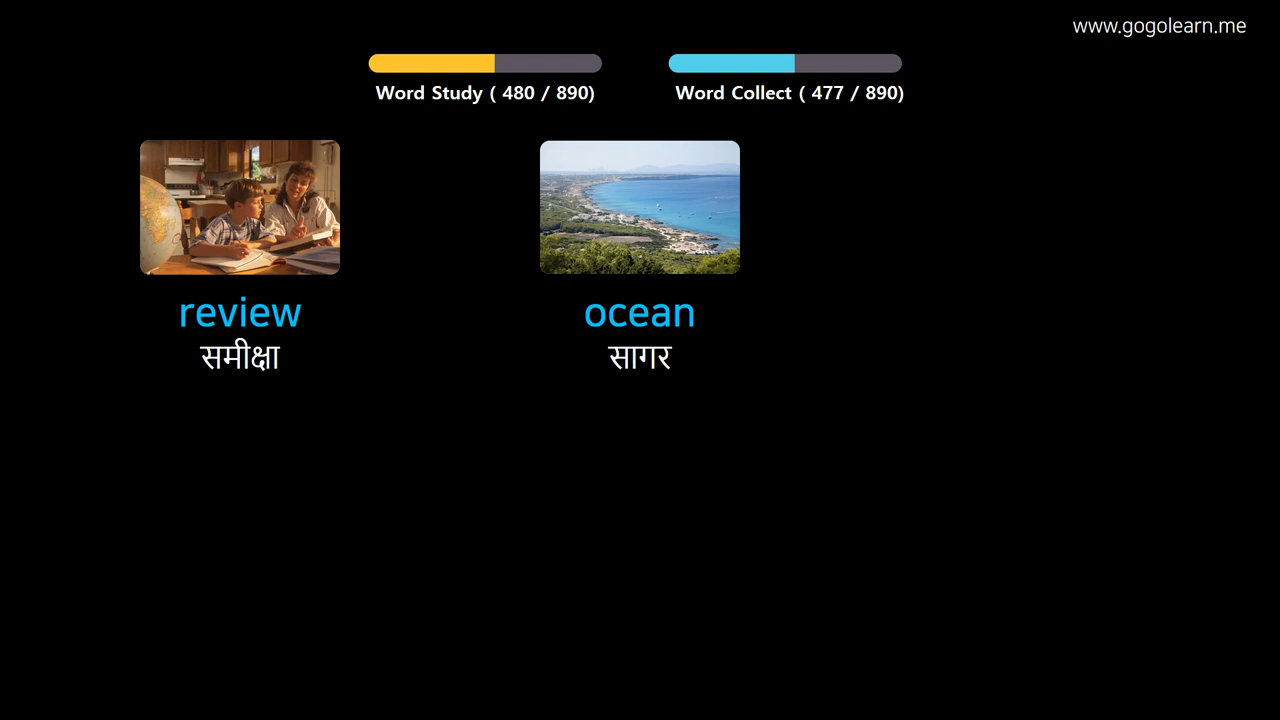 www.gogolearn.me
Word Study ( 480 / 890)
Word Collect ( 477 / 890)
review
समीक्षा
ocean
सागर